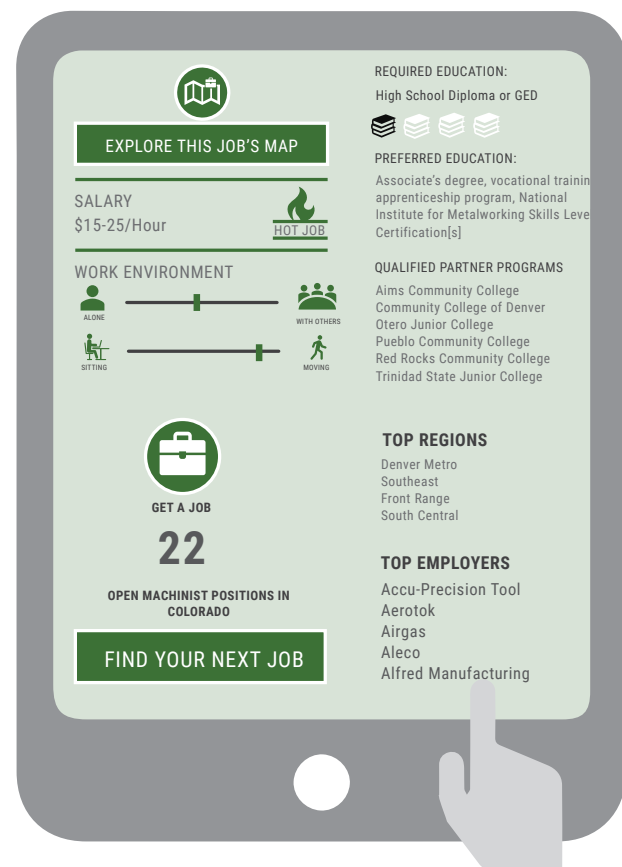 EXPLORE THIS JOB'S MAP
SALARY
$15-25/Hour
HOT JOB
WORK ENVIRONMENT
ALONE
WITH OTHERS
SITTING
MOVING
GET A JOB
22
OPEN MACHINIST POSITIONS IN
COLORADO
FIND YOUR NEXT JOB
REQUIRED EDUCATION:
High School Diploma or GED
PREFERRED EDUCATION:
Associate's degree, vocational trainin
apprenticeship program, National
Institute for Metalworking Skills Leve
Certification[s]
QUALIFIED PARTNER PROGRAMS
Aims Community College
Community College of Denver
Otero Junior College
Pueblo Community College
Red Rocks Community College
Trinidad State Junior College
TOP REGIONS
Denver Metro
Southeast
Front Range
South Central
TOP EMPLOYERS
Accu-Precision Tool
Aerotok
Airgas
Aleco
Alfred Manufacturing